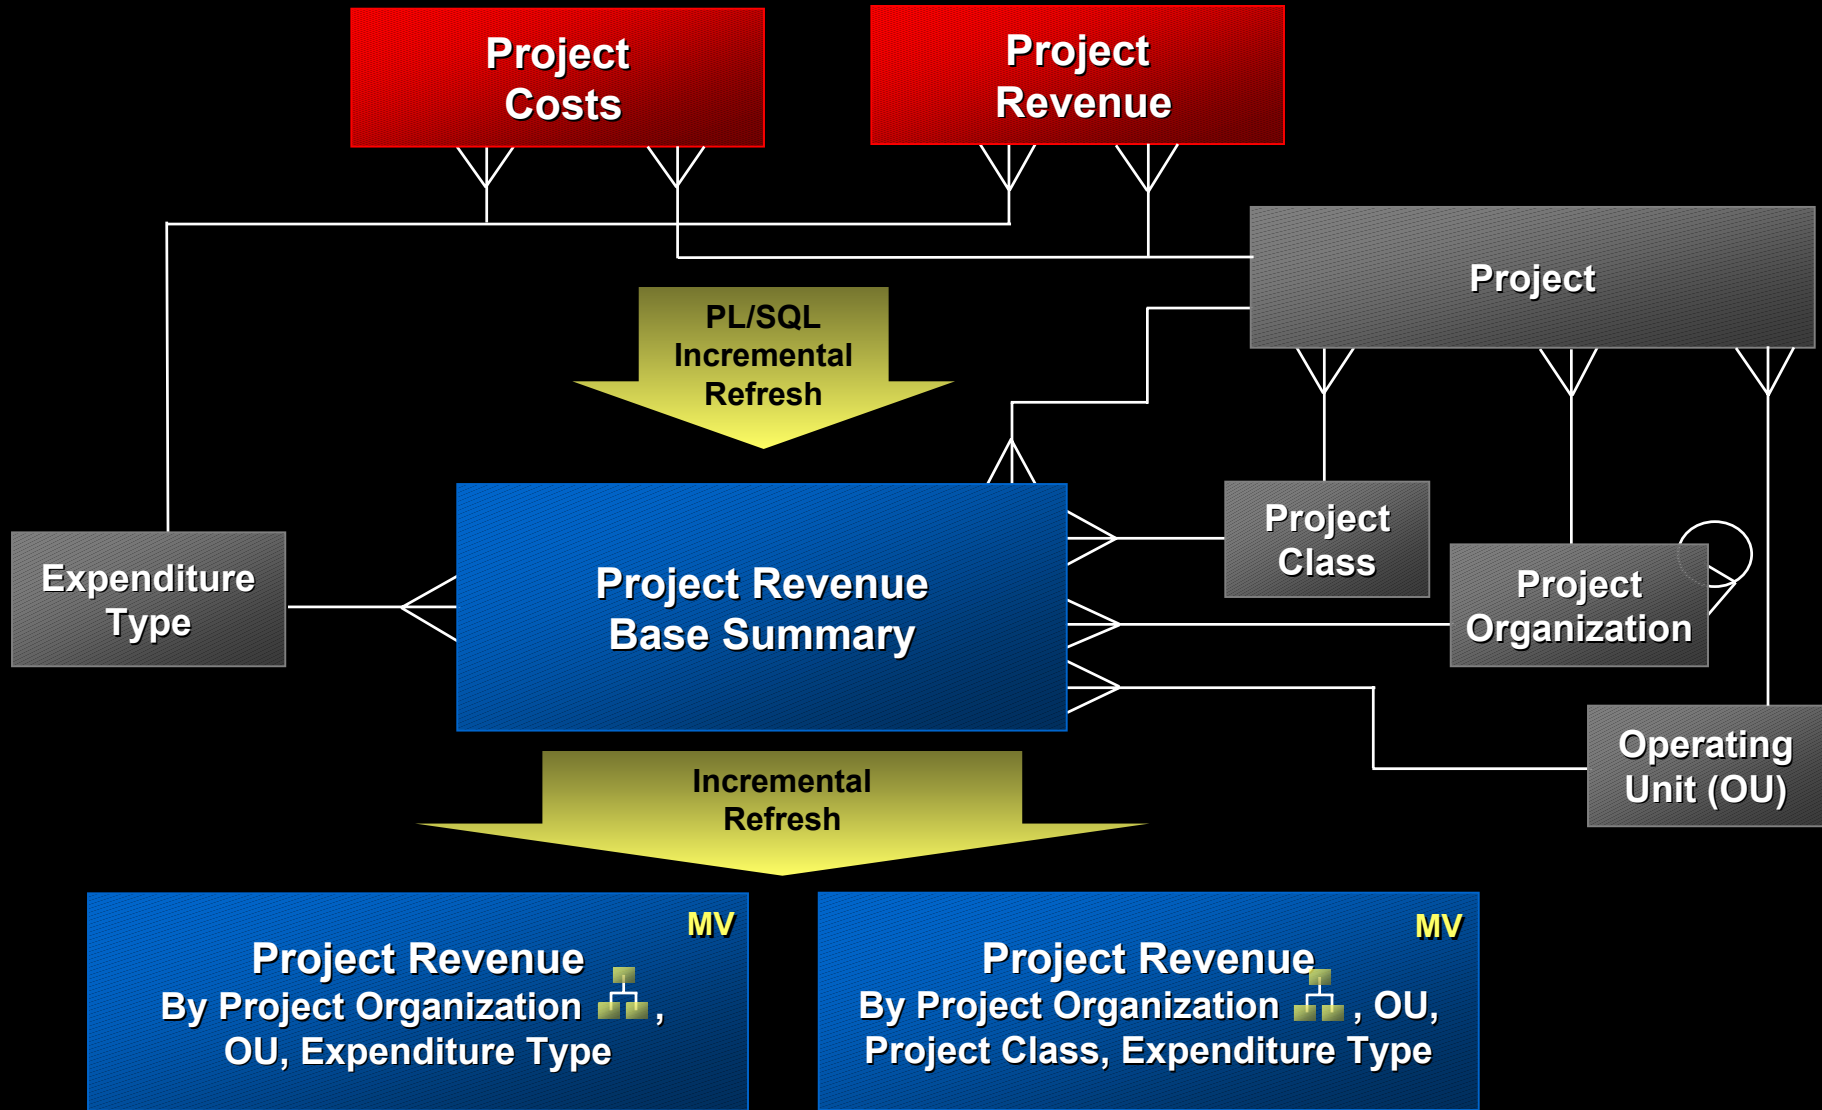 Project
Costs
Project
Revenue
Project
PL/SQL
Incremental
Refresh
Project
Class
Expenditure
Type
Project Revenue
Base Summary
Project
Organization
Operating
Unit (OU)
Incremental
Refresh
MV
Project Revenue
By Project Organization ,
OU, Expenditure Type
MV
Project Revenue
By Project Organization , OU,
Project Class, Expenditure Type